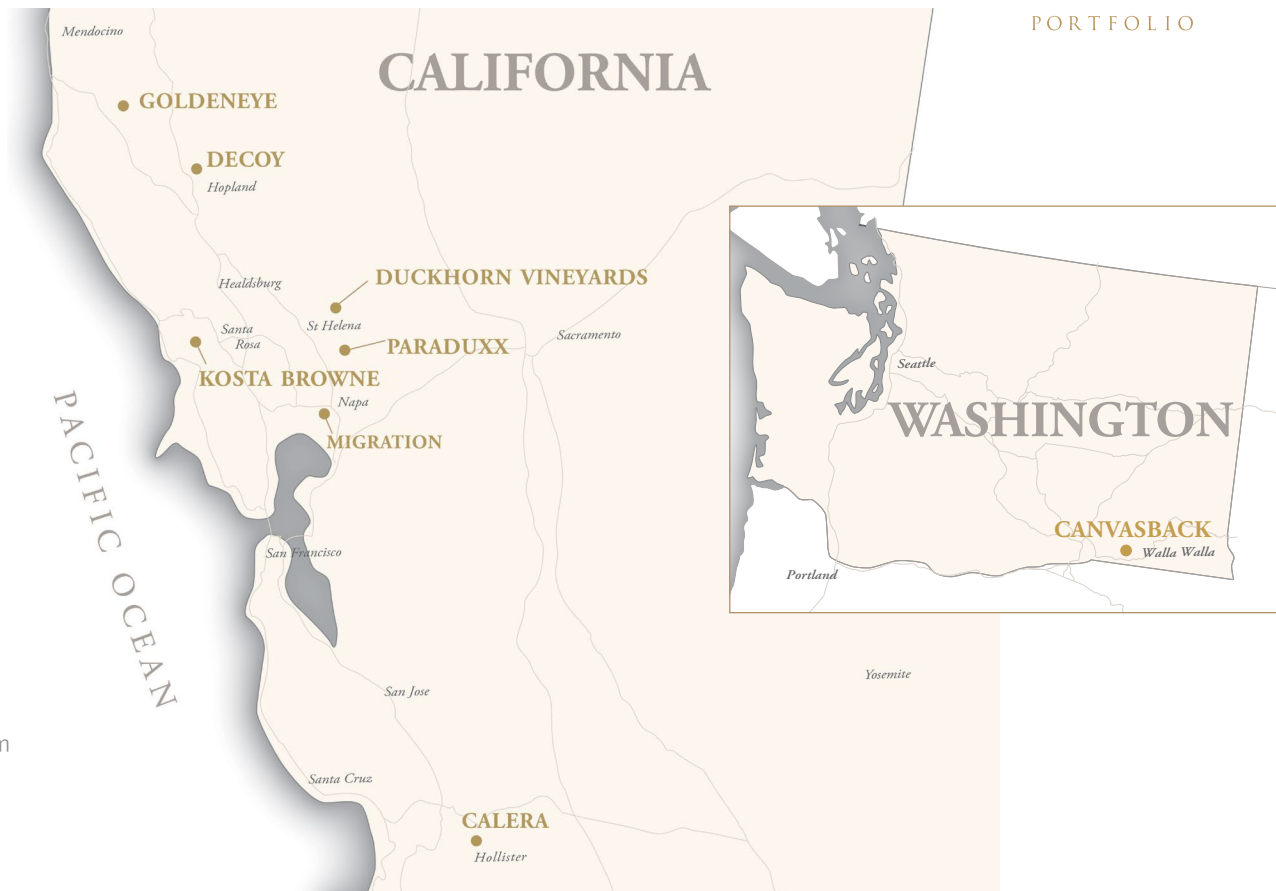 PORTFOLIO
Mendocino
CALIFORNIA
GOLDENEYE
DECOY
Hopland
Healdsburg
DUCKHORN VINEYARDS
St Helena
Santa
Rosa
Sacramento
PARADUXX
KOSTA BROWNE
Napa
MIGRATION
PACIFIC OCEAN
San Francisco
San Jose
Yosemite
Santa Cruz
CALERA
Hollister
Seattle
WASHINGTON
CANVASBACK
Walla Walla
Portland